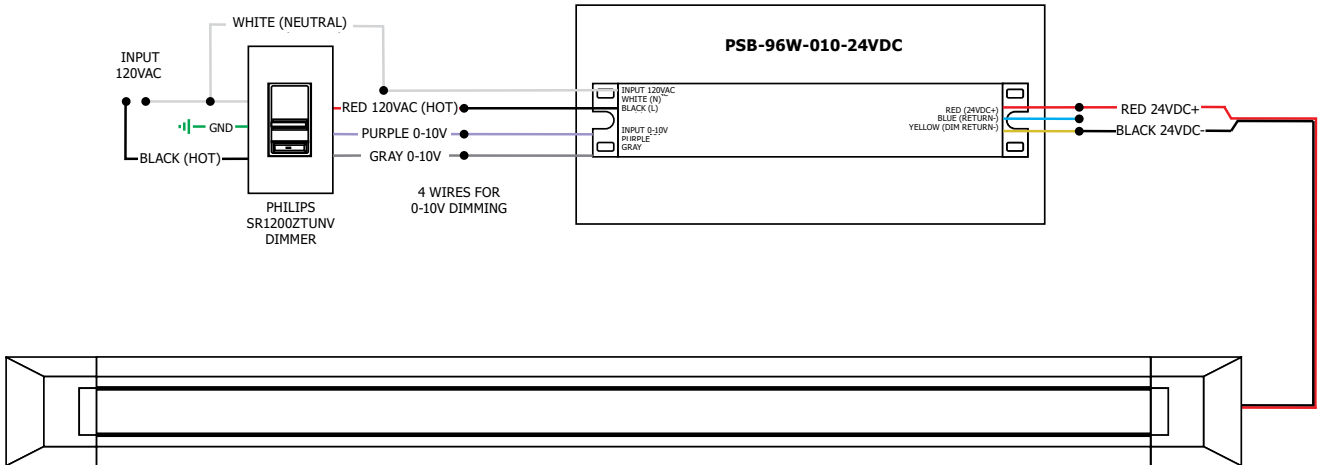 WHITE (NEUTRAL)
INPUT
120VAC
GND
BLACK (HOT)
PHILIPS
SR1200ZTUNV
DIMMER
RED 120VAC (HOT)
PURPLE 0-10V
GRAY 0-10V
4 WIRES FOR
0-10V DIMMING
PSB-96W-010-24VDC
INPUT 120VAC
WHITE (N)
BLACK (L)
INPUT 0-10V
PURPLE
GRAY
RED (24VDC+)
BLUE (RETURN-)
YELLOW (DIM RETURN-)
RED 24VDC+
BLACK 24VDC-